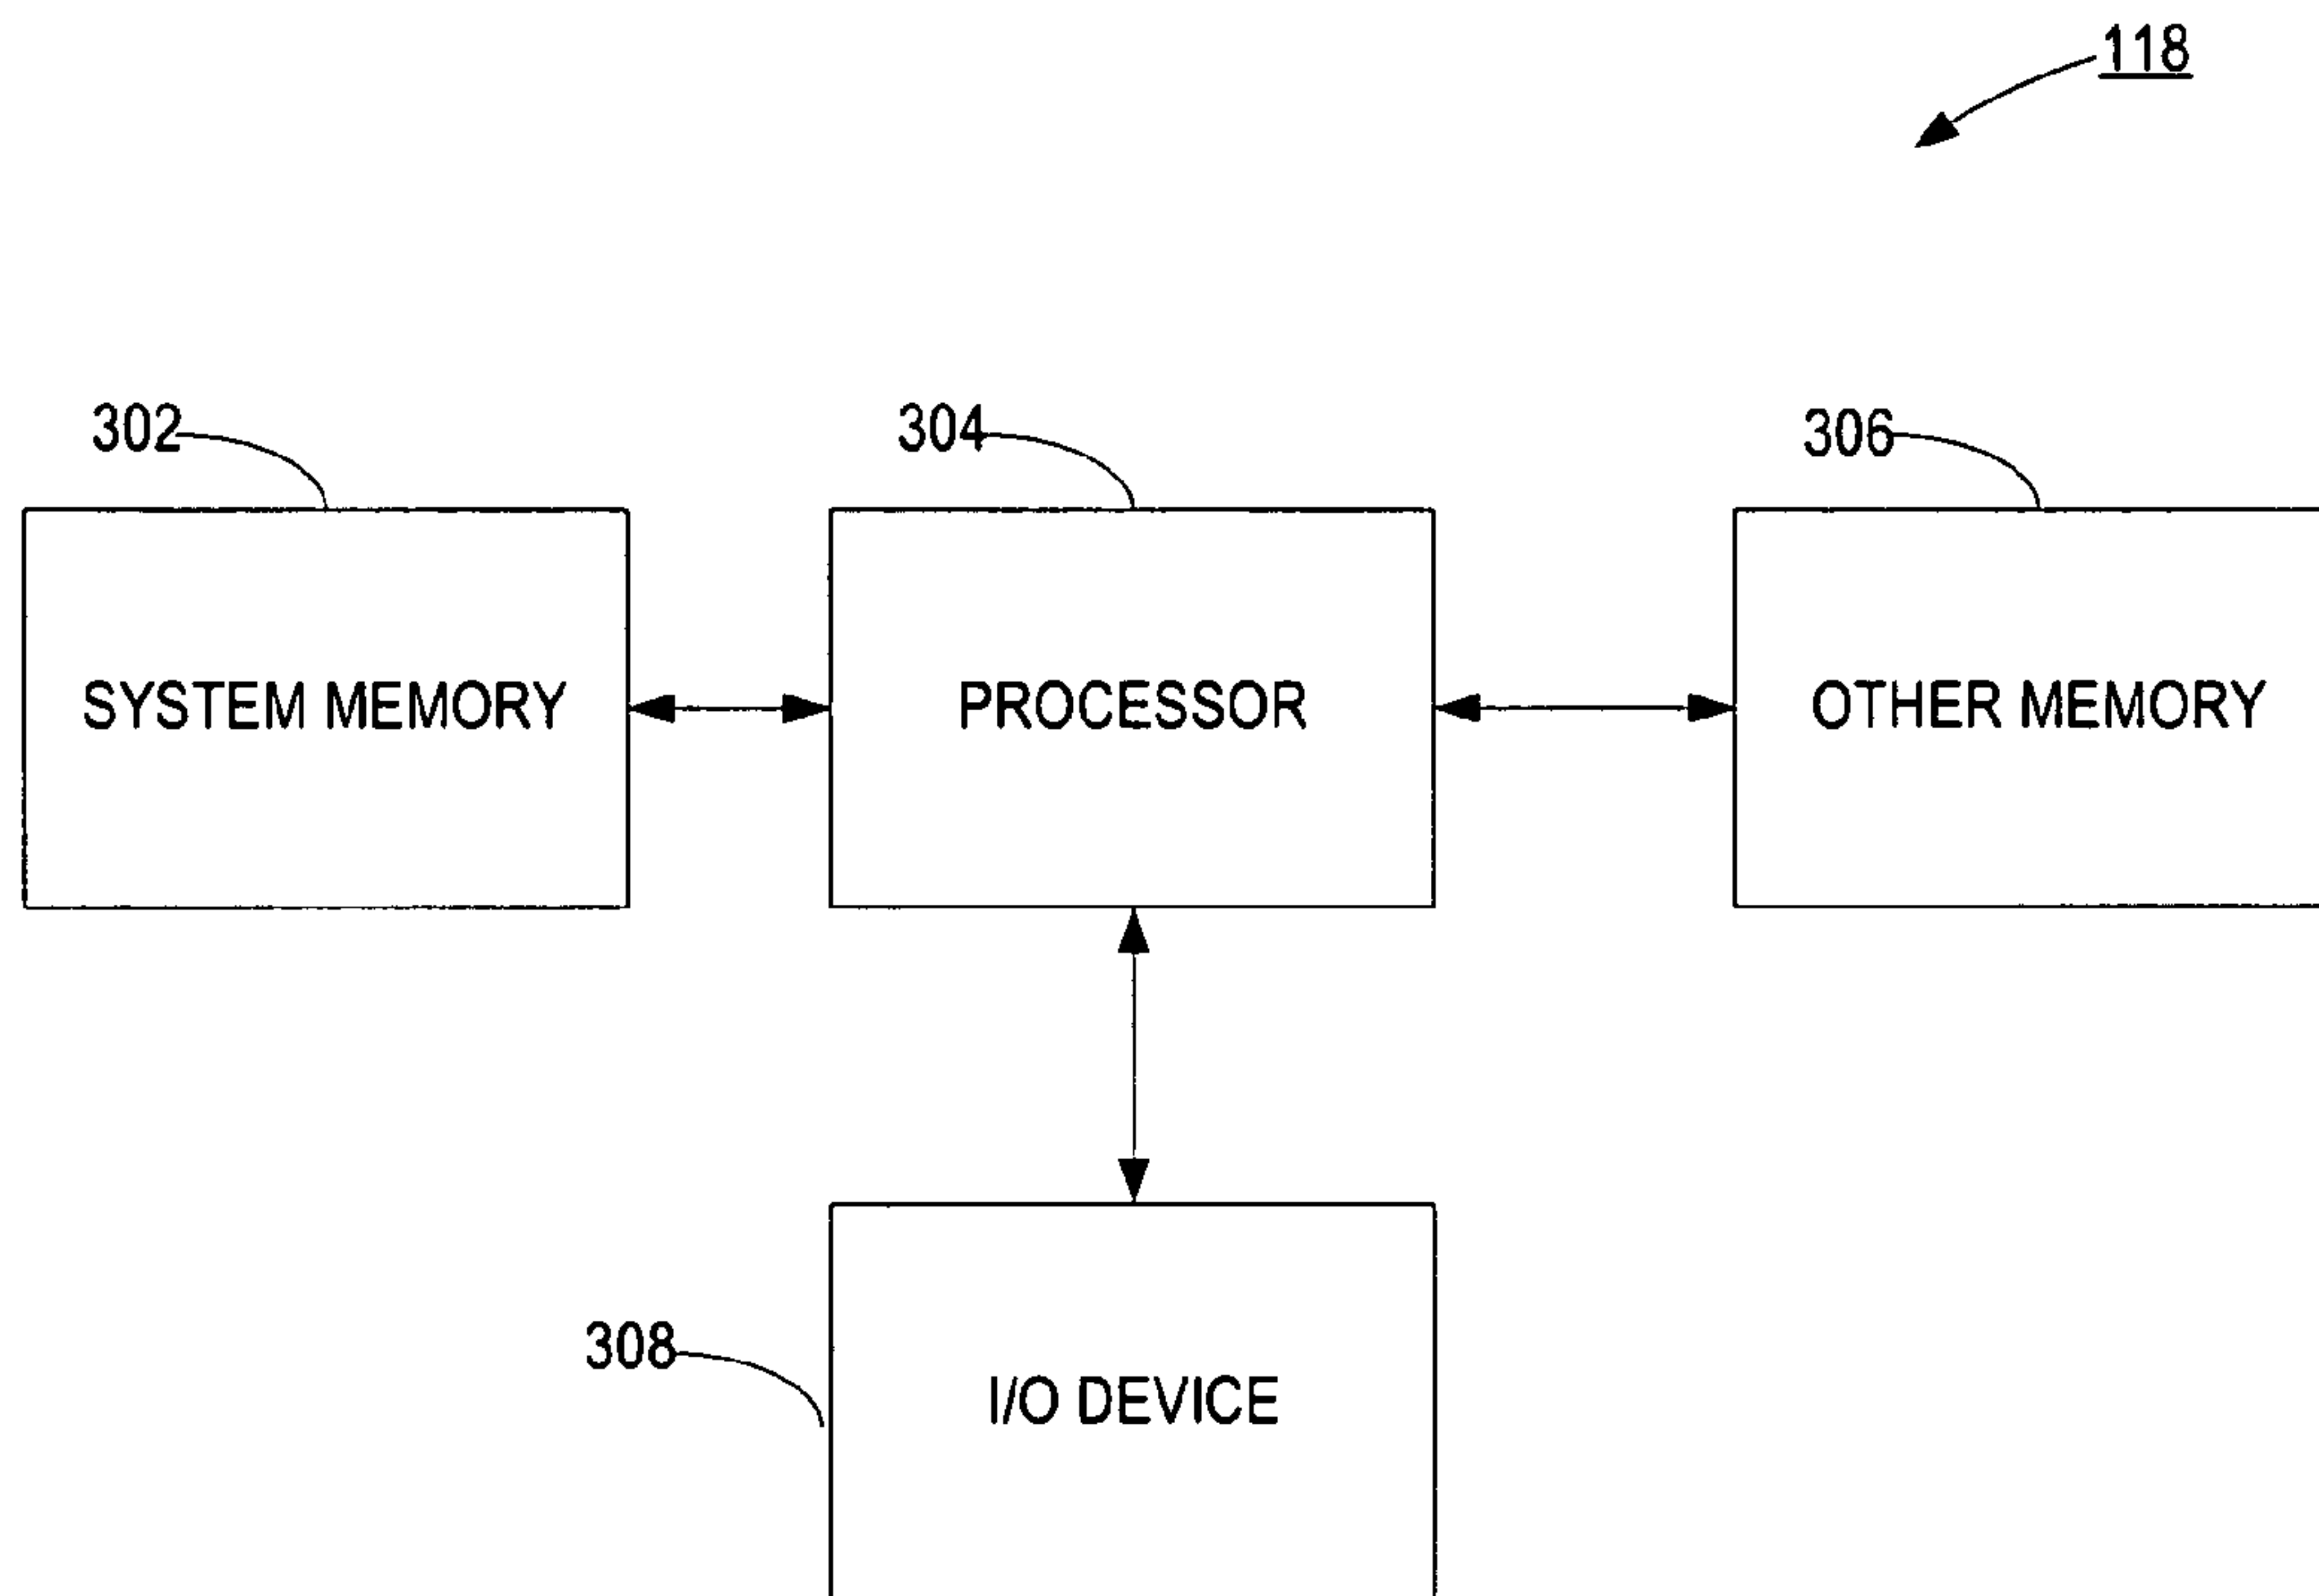 118
302
304
306
SYSTEM MEMORY
PROCESSOR
OTHER MEMORY
308
I/O DEVICE